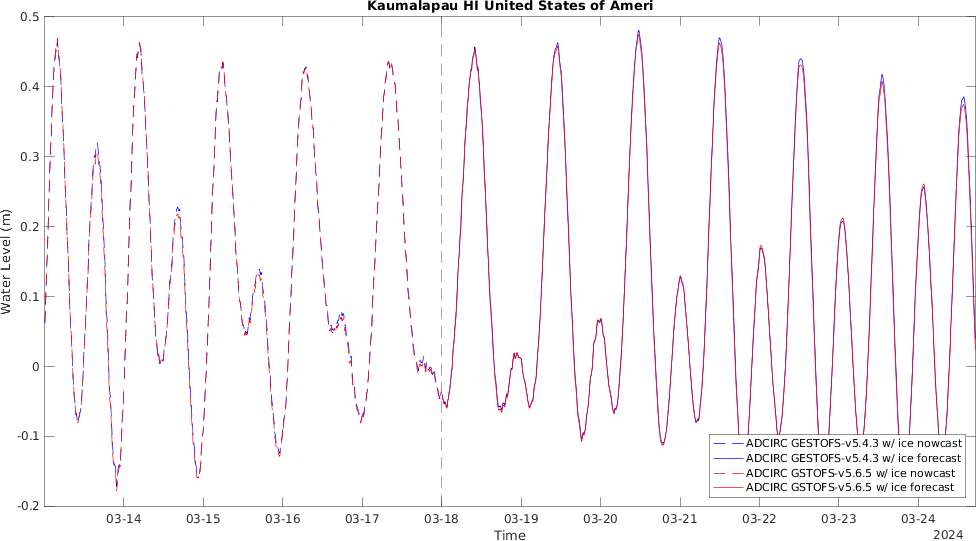 Kaumalapau HI United States of Ameri
Water Level (m)
0.5
0.4
0.3
0.2
0.1
0
-0.1
-0.2
03-14 03-15 03-16 03-17 03-18 03-19 03-20 03-21 03-22 03-23 03-24
Time
2024
ADCIRC GESTOFS-v5.4.3 w/ ice nowcast
ADCIRC GESTOFS-v5.4.3 w/ ice forecast
ADCIRC GSTOFS-v5.6.5 w/ ice nowcast
ADCIRC GSTOFS-v5.6.5 w/ ice forecast